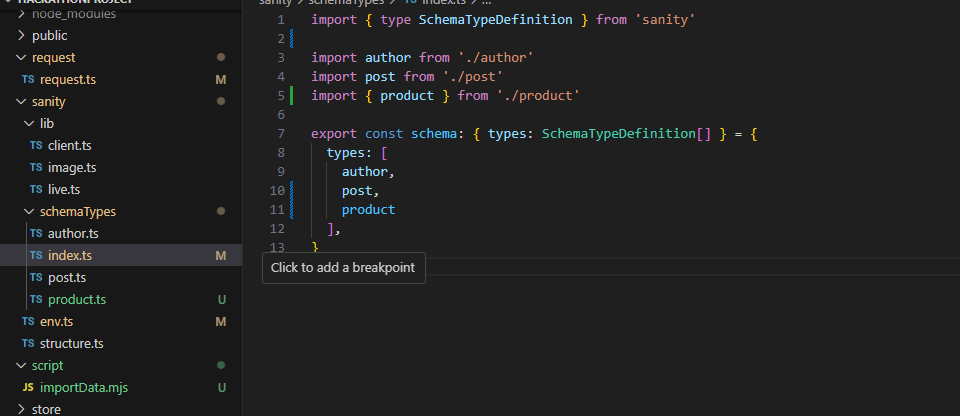 HACKATHONPROJECT
node_modules
public
request
TS request.ts M
sanity
lib
TS client.ts
TS image.ts
TS live.ts
schemaTypes
TS author.ts
TS index.ts M
TS post.ts
TS product.ts U
TS env.ts M
TS structure.ts
script
JS importData.mjs U
store
sanity > schemaTypes > TS index.ts > ...
1 import { type SchemaTypeDefinition } from 'sanity'
2
3 import author from './author'
4 import post from './post'
5 import { product } from './product'
6
7 export const schema: { types: SchemaTypeDefinition[] } = {
8 types: [
9 author,
10 post,
11 product
12 ],
13 }
Click to add a breakpoint